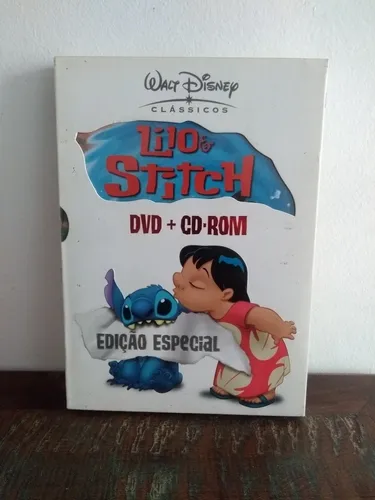 Walt Disney
CLÁSSICOS
Lilo &
Stitch
DVD + CD-ROM
EDIÇÃO ESPECIAL